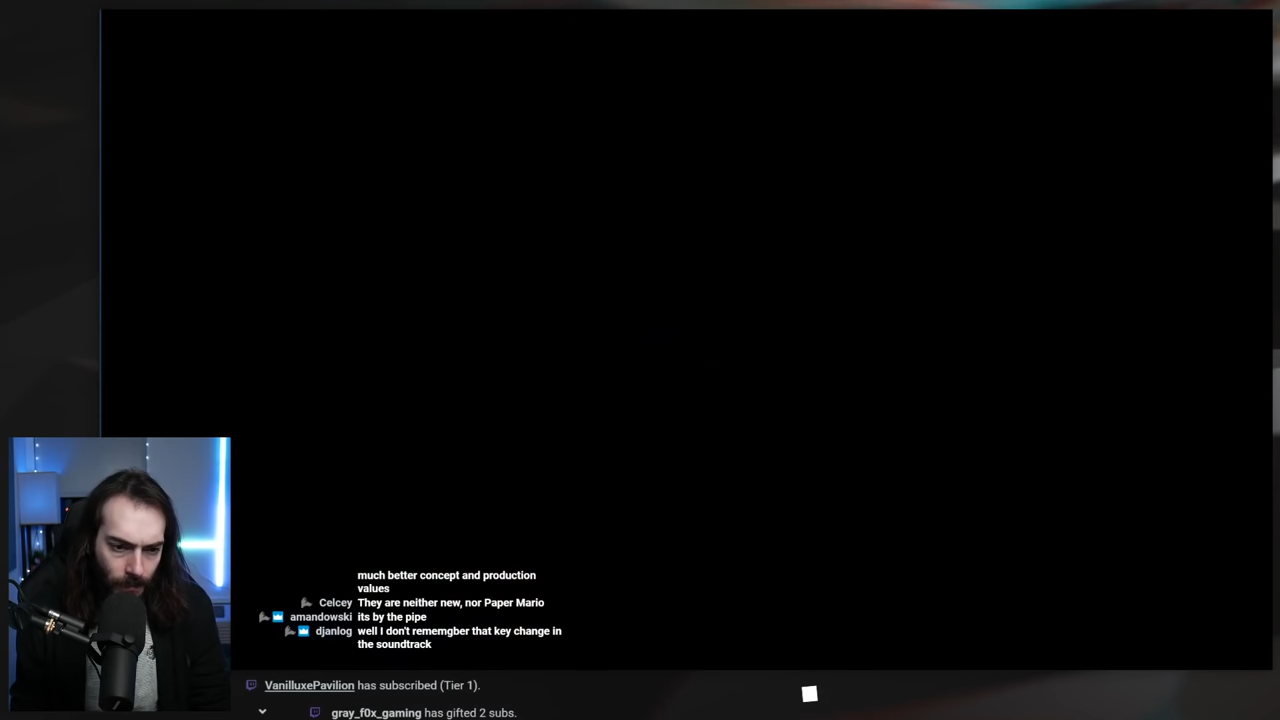 much better concept and production
values
Celcey They are neither new, nor Paper Mario
amandowski its by the pipe
djanlog well I don't rememgber that key change in
the soundtrack
VanilluxePavilion has subscribed (Tier 1).
gray_f0x_gaming has gifted 2 subs.